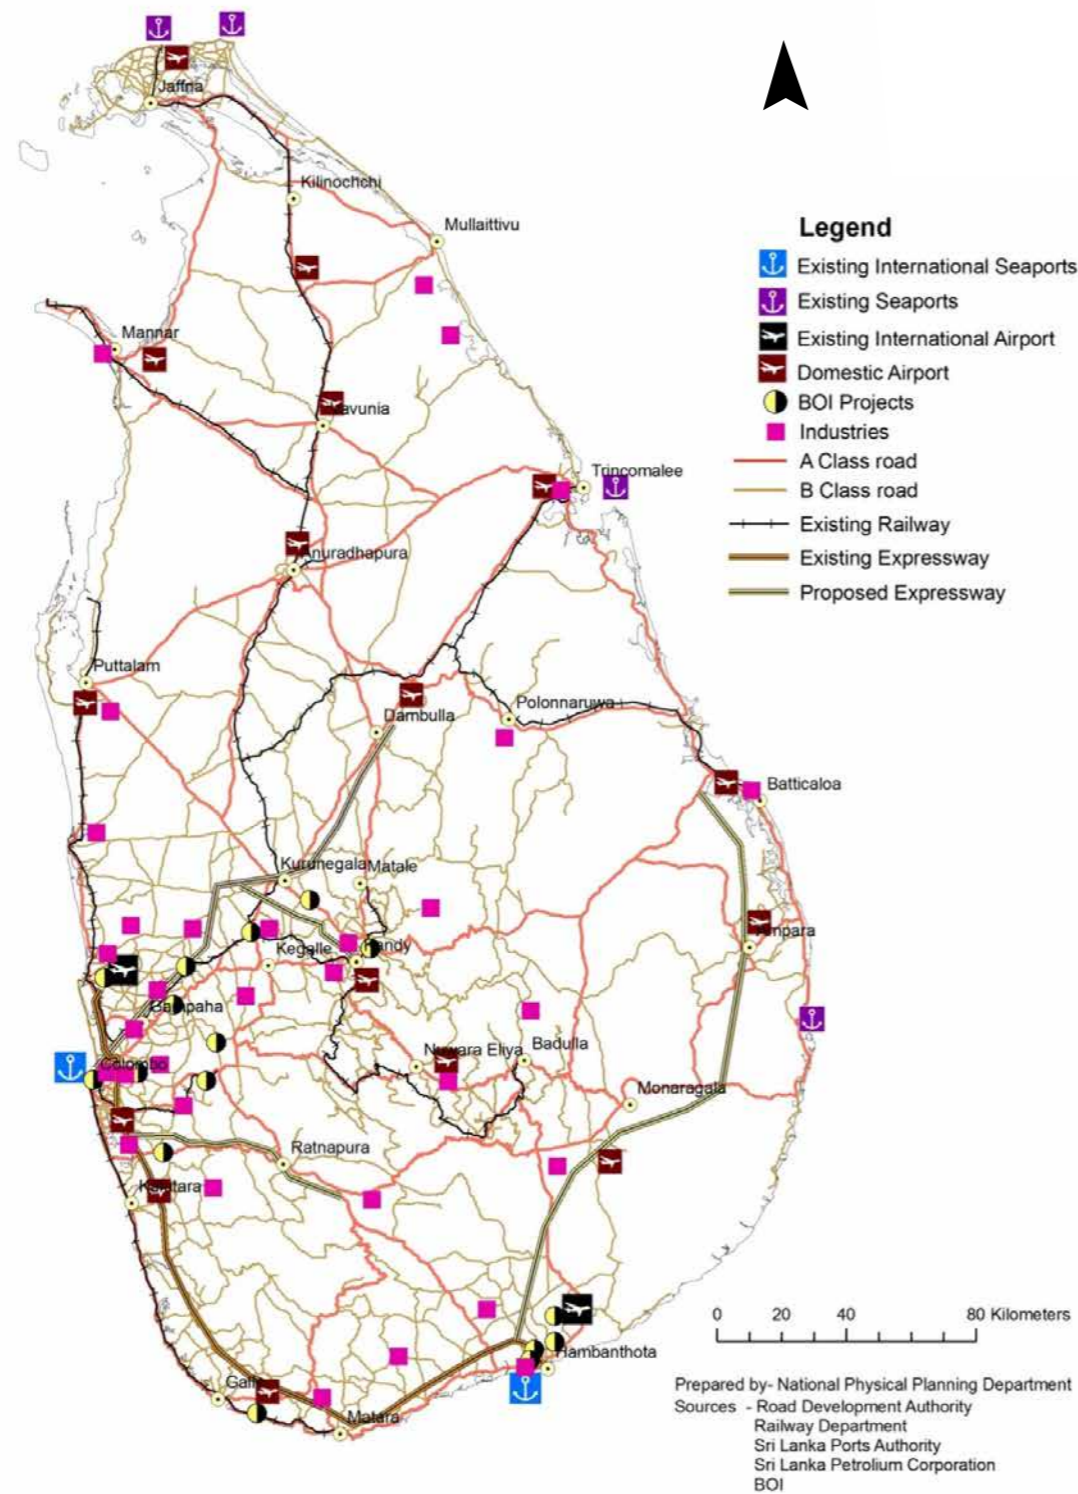 Jaffna
Kilinochchi
Mullaittivu
Legend
Existing International Seaports
Existing Seaports
Existing International Airport
Domestic Airport
BOI Projects
Industries
A Class road
B Class road
Existing Railway
Existing Expressway
Proposed Expressway
Mannar
Vavunia
Trincomalee
Anuradhapura
Puttalam
Dambulla
Polonnaruwa
Batticaloa
Kurunegala
Matale
Kegalle
Kandy
Ampara
Gampaha
Colombo
Nuwara Eliya
Badulla
Monaragala
Ratnapura
Kalutara
Hambanthota
Galle
Matara
0 20 40 80 Kilometers
Prepared by- National Physical Planning Department
Sources - Road Development Authority
Railway Department
Sri Lanka Ports Authority
Sri Lanka Petrolium Corporation
BOI